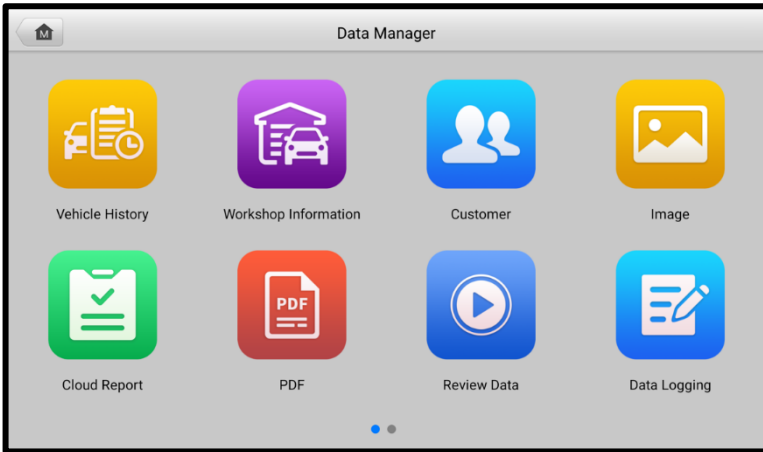 M
Data Manager
Vehicle History
Workshop Information
Customer
Image
PDF
Cloud Report
PDF
Review Data
Data Logging